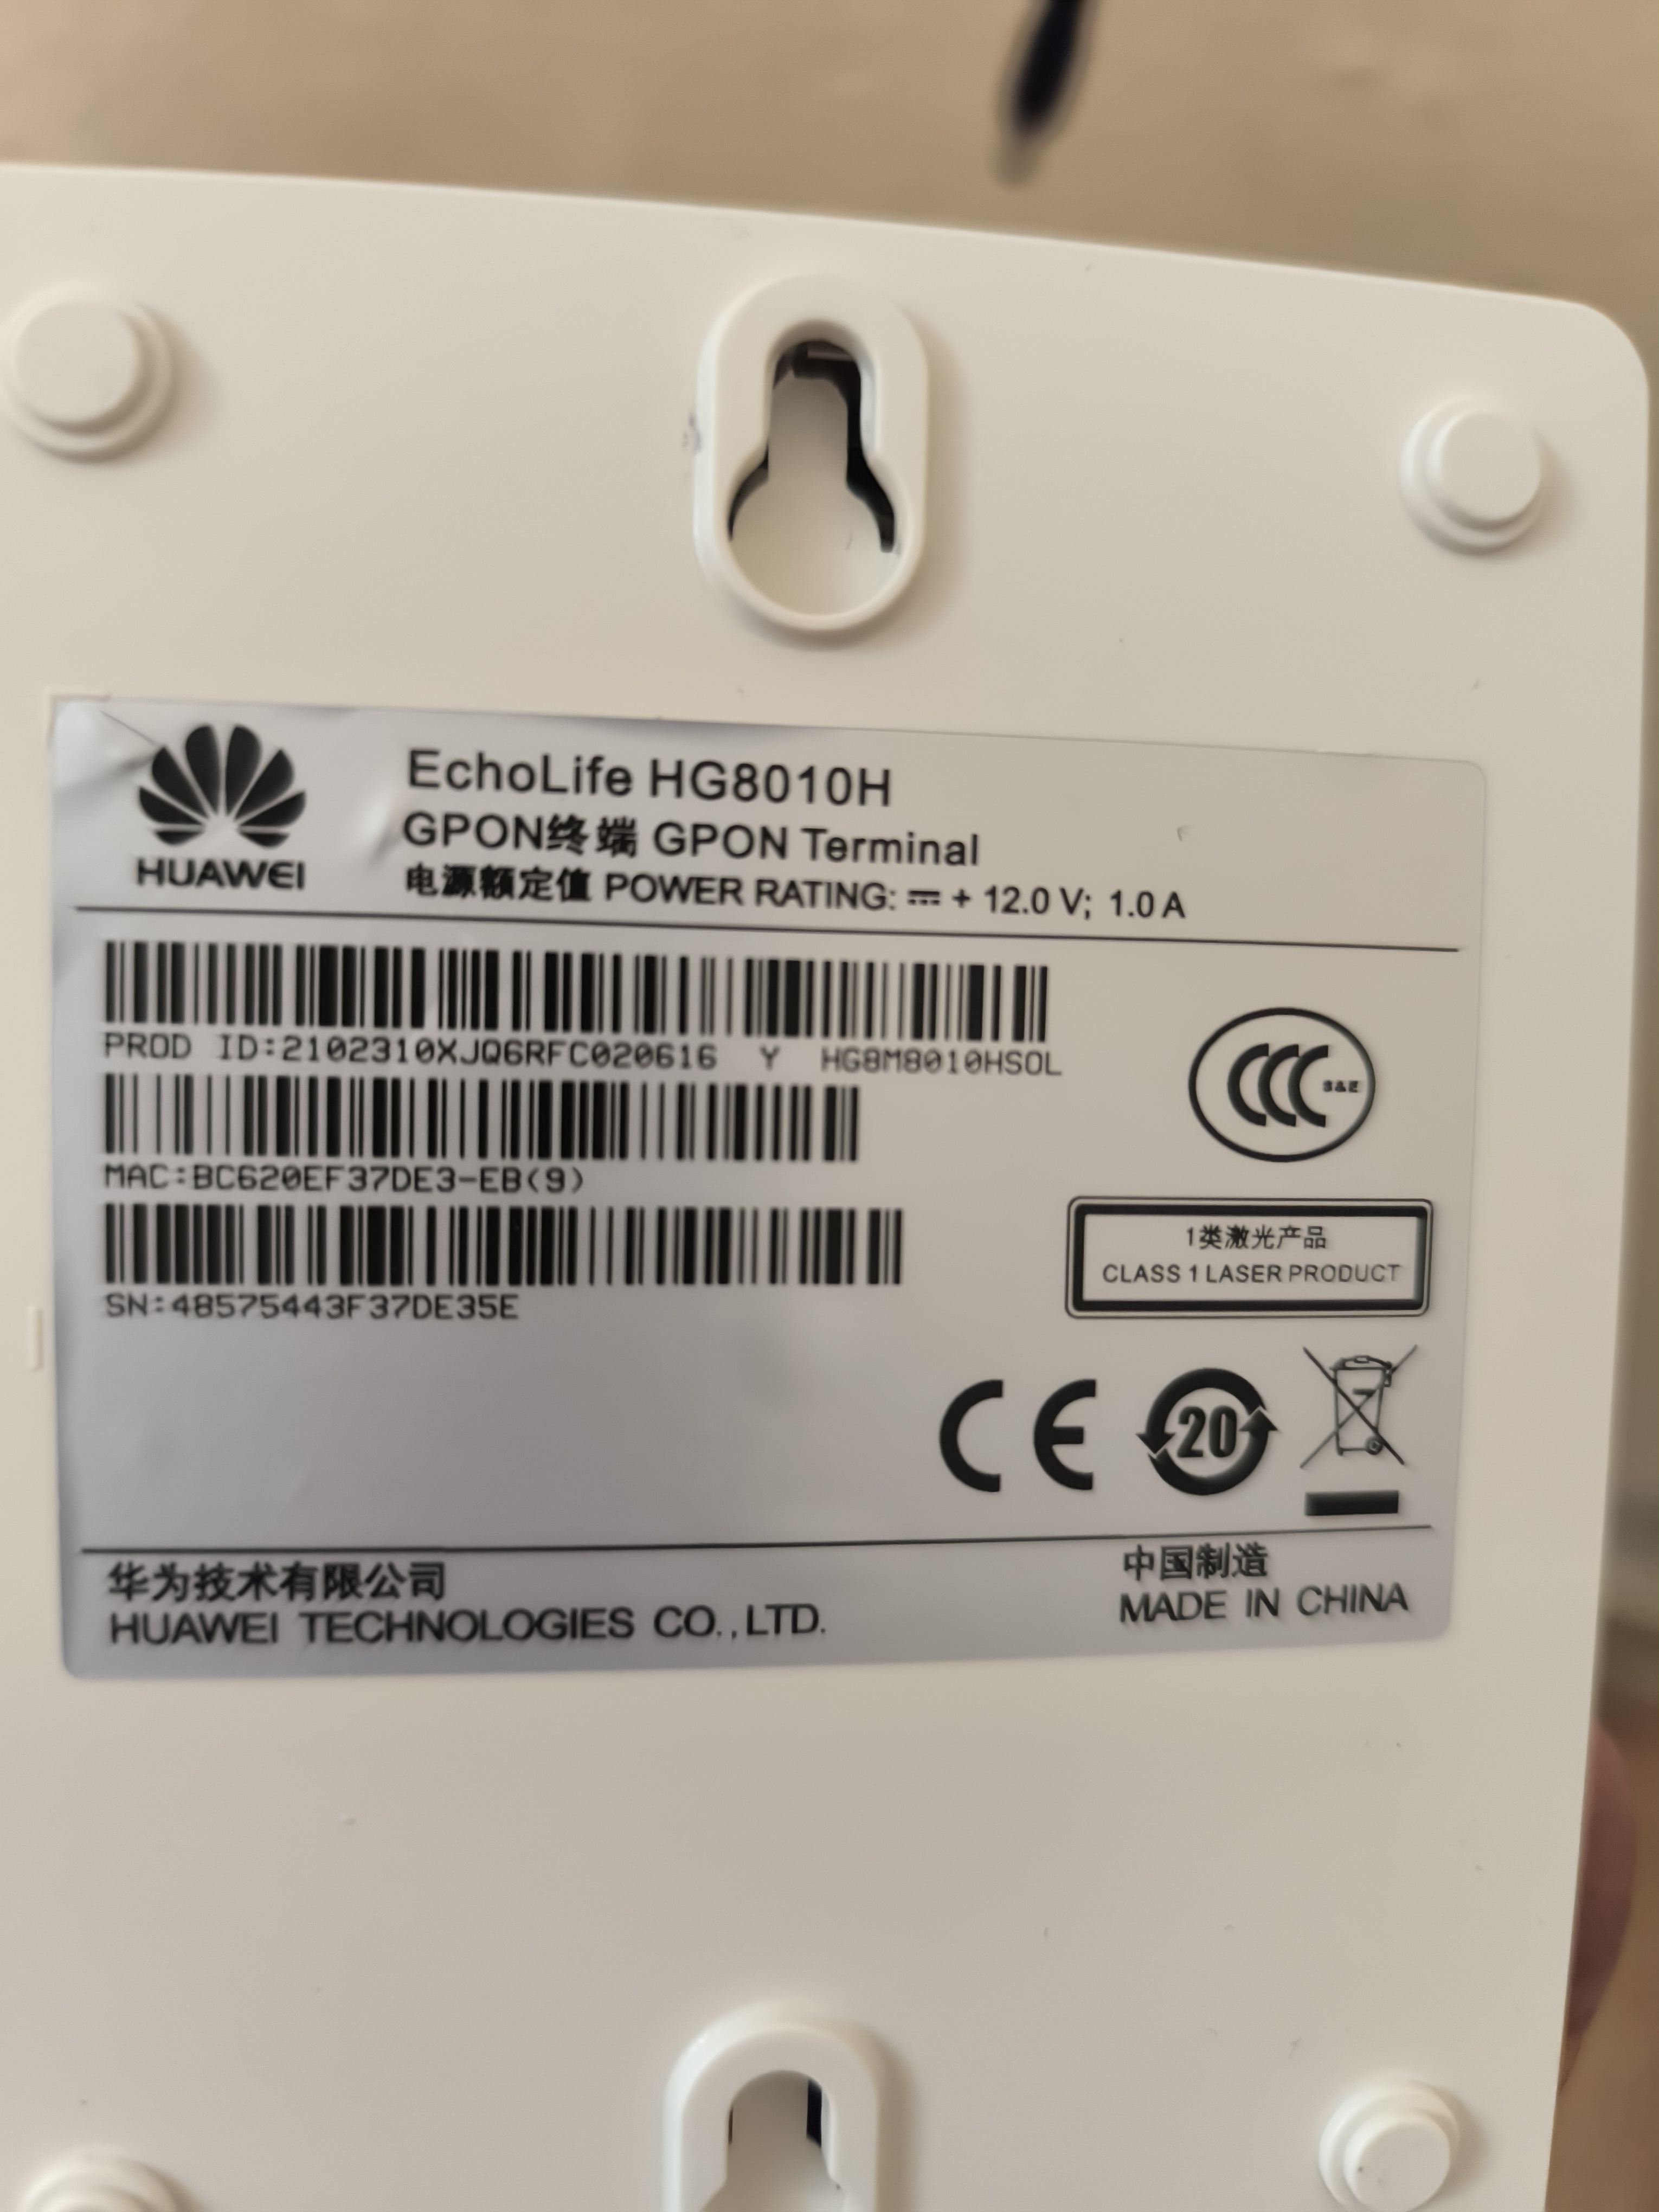 HUAWEI
EchoLife HG8010H
GPON终端 GPON Terminal
电源额定值 POWER RATING: ⎓ + 12.0 V; 1.0 A
PROD ID:2102310XJQ6RFC020616 Y HG8M8010HSOL
MAC:BC620EF37DE3-EB(9)
SN:48575443F37DE35E
CCC S&E
1类激光产品
CLASS 1 LASER PRODUCT
CE
20
华为技术有限公司
HUAWEI TECHNOLOGIES CO.,LTD.
中国制造
MADE IN CHINA